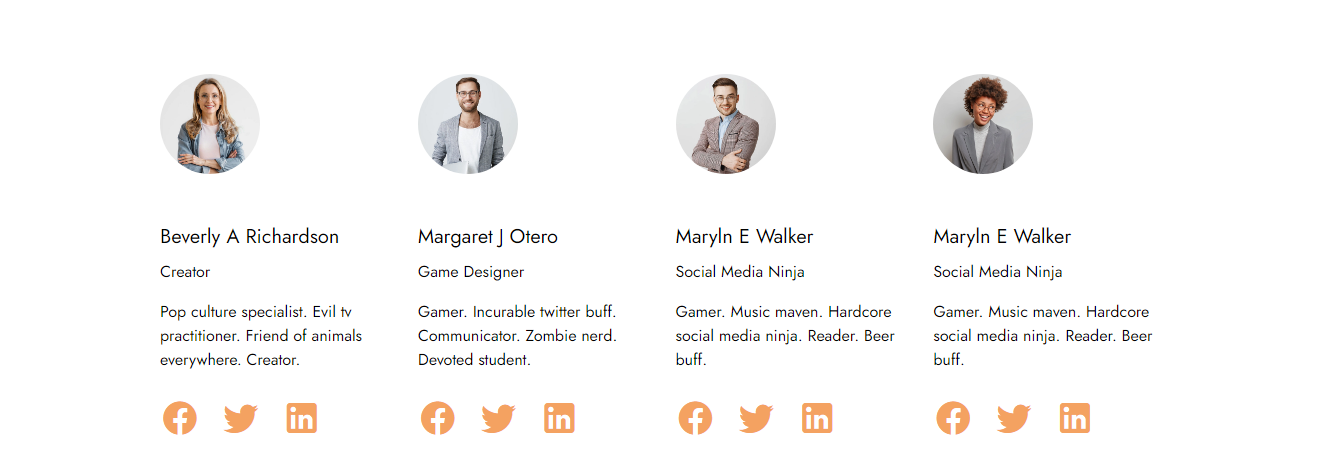 Beverly A Richardson
Creator
Pop culture specialist. Evil tv
practitioner. Friend of animals
everywhere. Creator.
Margaret J Otero
Game Designer
Gamer. Incurable twitter buff.
Communicator. Zombie nerd.
Devoted student.
Maryln E Walker
Social Media Ninja
Gamer. Music maven. Hardcore
social media ninja. Reader. Beer
buff.
Maryln E Walker
Social Media Ninja
Gamer. Music maven. Hardcore
social media ninja. Reader. Beer
buff.